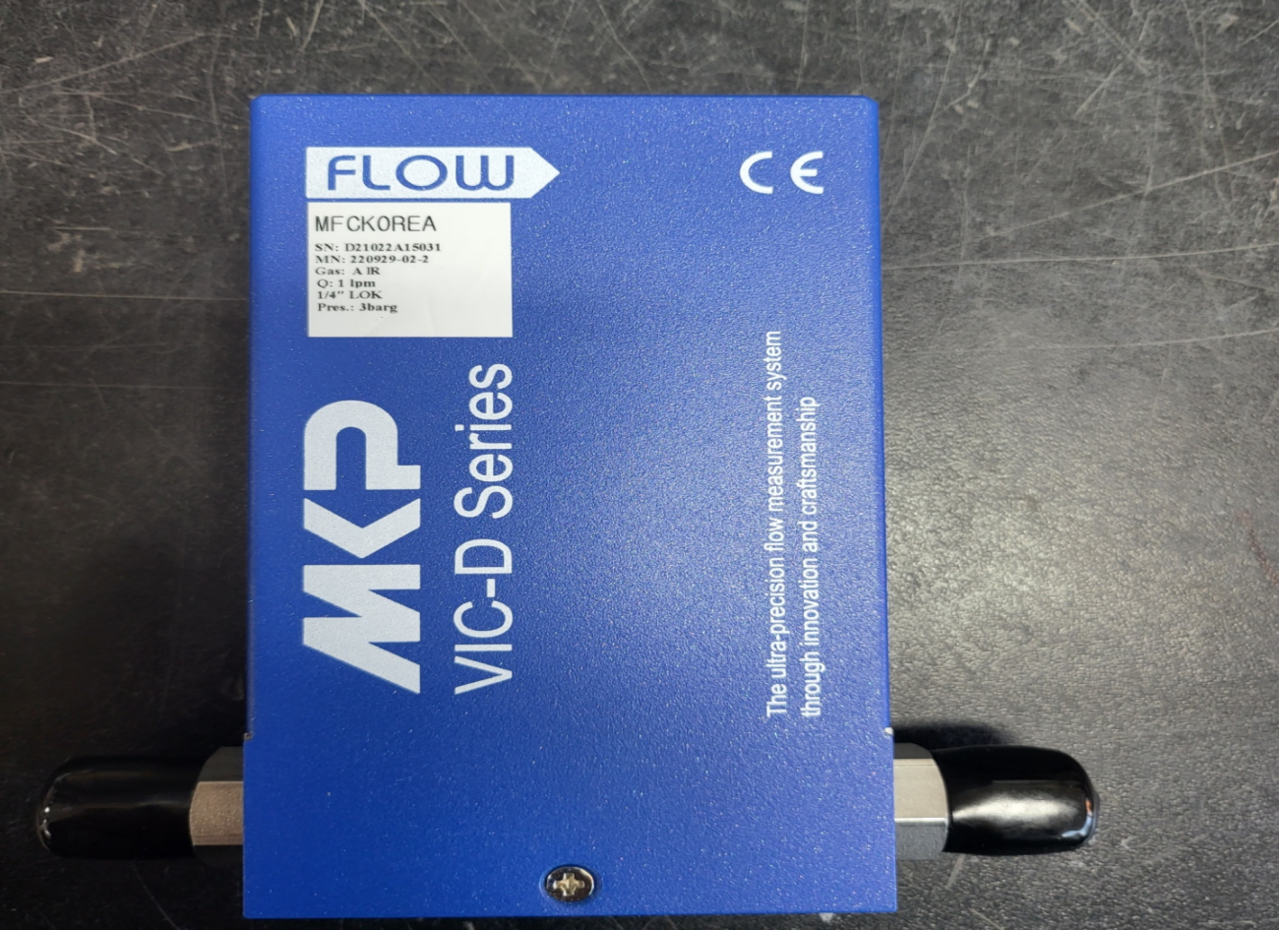 FLOW
CE
MFCKOREA
SN: D21022A15031
MN: 220929-02-2
Gas: AIR
Q: 1 lpm
1/4" LOK
Pres.: 3barg
MKP
VIC-D Series
The ultra-precision flow measurement system
through innovation and craftsmanship